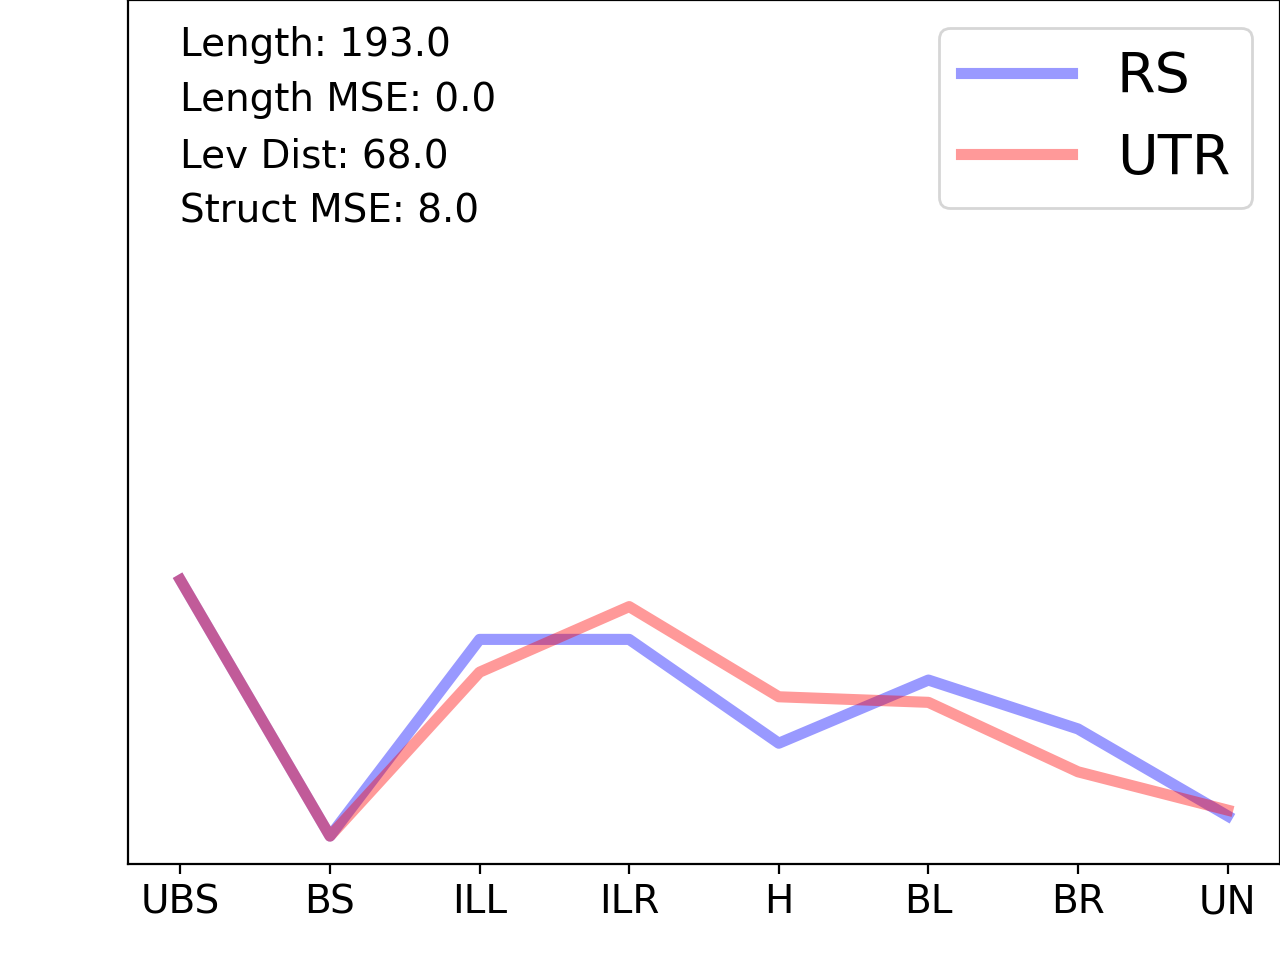 Length: 193.0
Length MSE: 0.0
Lev Dist: 68.0
Struct MSE: 8.0
RS
UTR
UBS BS ILL ILR H BL BR UN